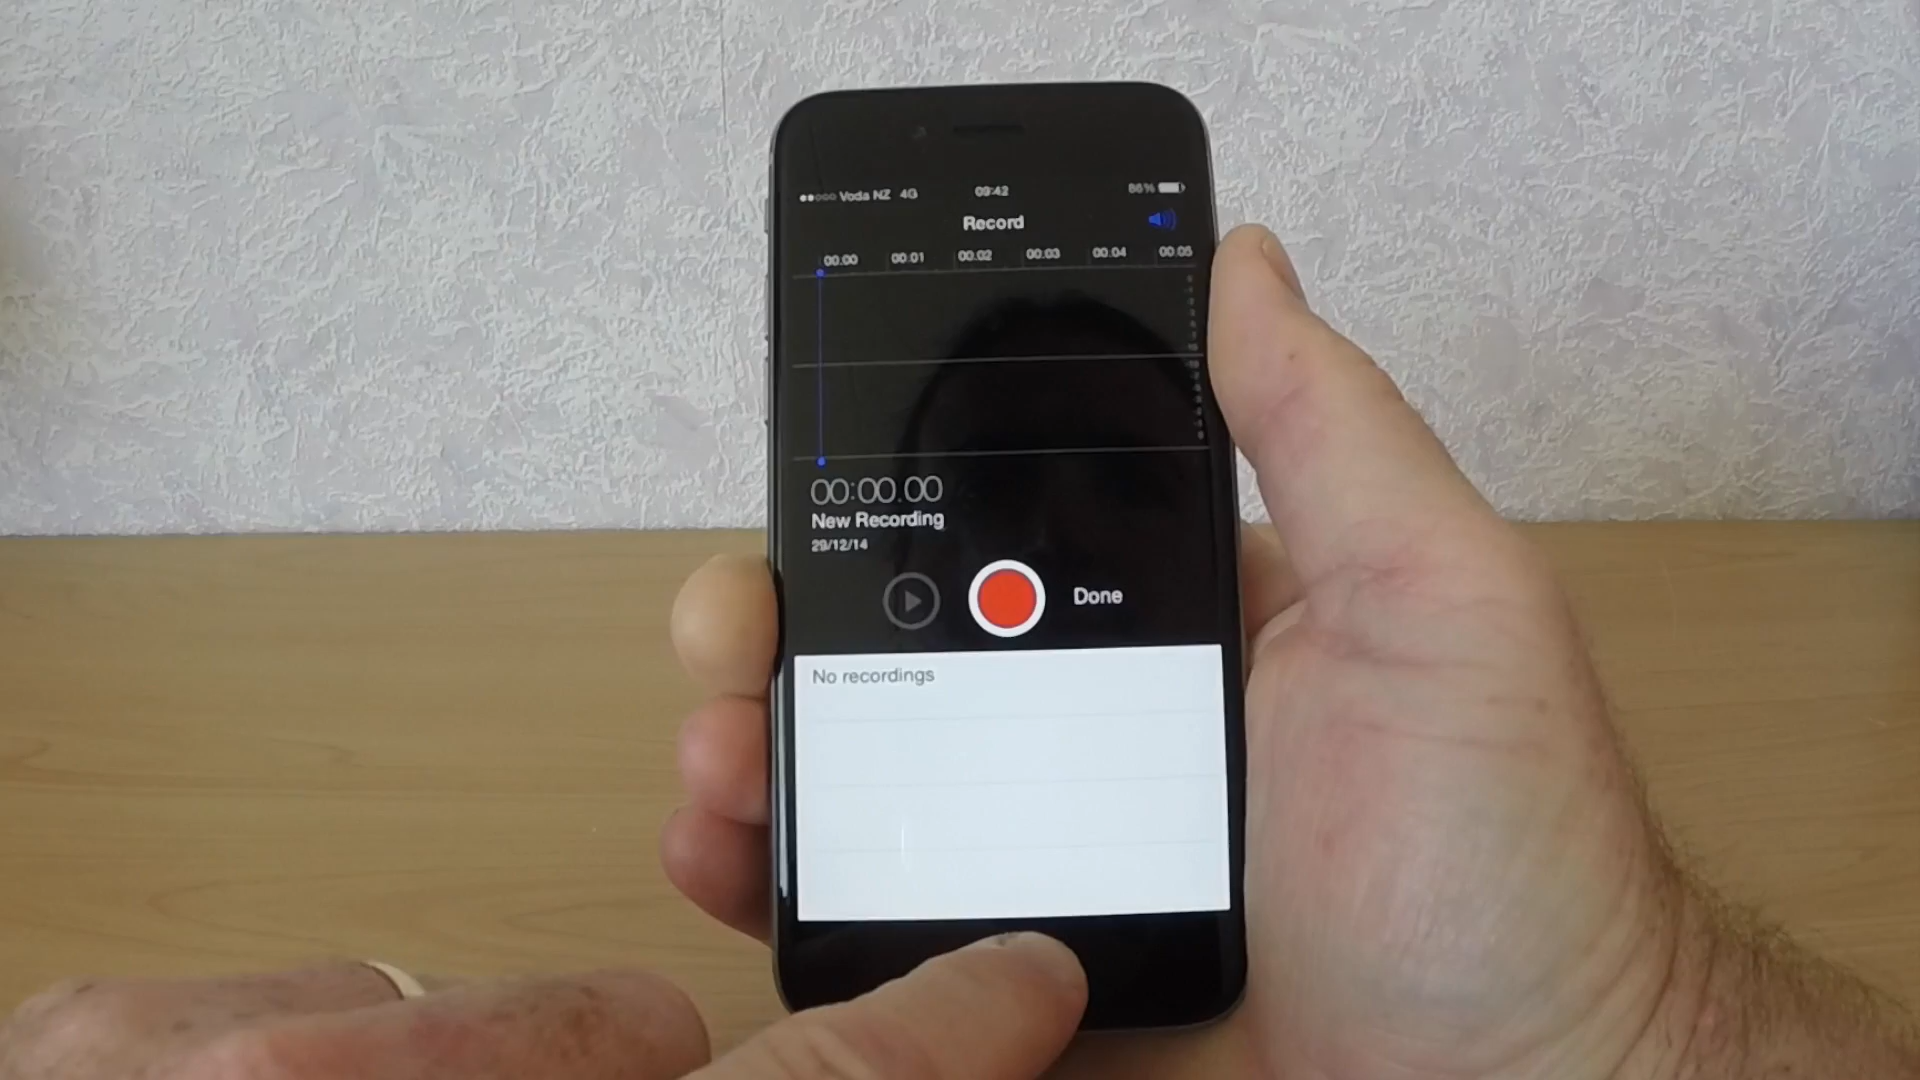 Voda NZ 4G 09:42 86%
Record
00:00 00:01 00:02 00:03 00:04 00:05
00:00.00
New Recording
29/12/14
Done
No recordings